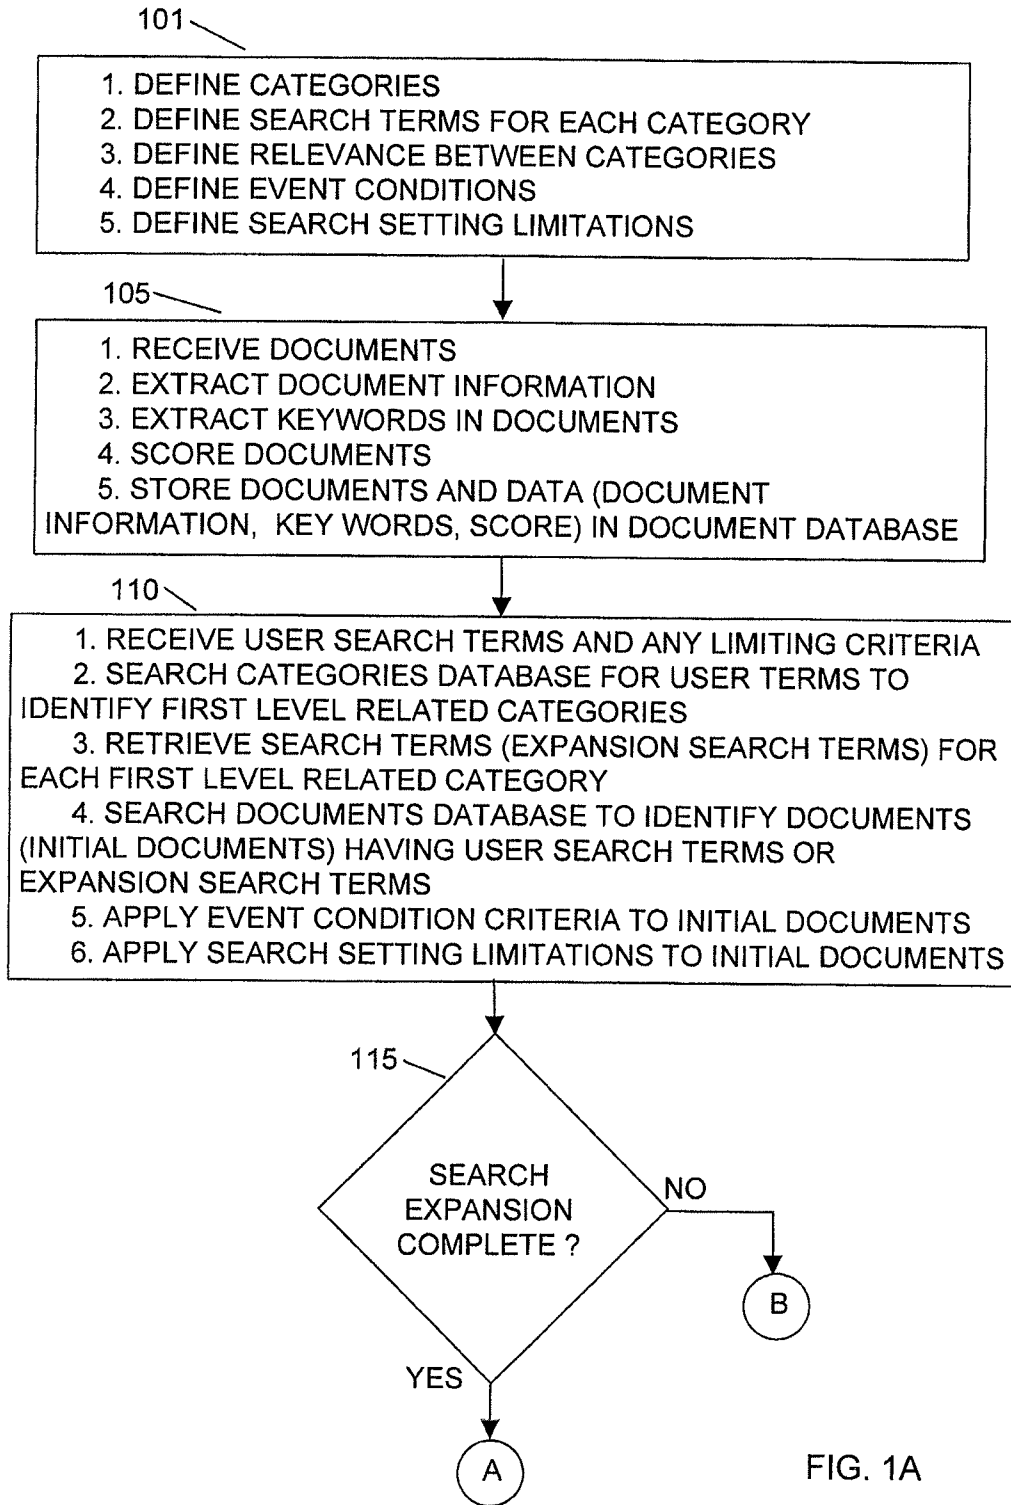 101
1. DEFINE CATEGORIES
2. DEFINE SEARCH TERMS FOR EACH CATEGORY
3. DEFINE RELEVANCE BETWEEN CATEGORIES
4. DEFINE EVENT CONDITIONS
5. DEFINE SEARCH SETTING LIMITATIONS
105
1. RECEIVE DOCUMENTS
2. EXTRACT DOCUMENT INFORMATION
3. EXTRACT KEYWORDS IN DOCUMENTS
4. SCORE DOCUMENTS
5. STORE DOCUMENTS AND DATA (DOCUMENT
INFORMATION, KEY WORDS, SCORE) IN DOCUMENT DATABASE
110
1. RECEIVE USER SEARCH TERMS AND ANY LIMITING CRITERIA
2. SEARCH CATEGORIES DATABASE FOR USER TERMS TO
IDENTIFY FIRST LEVEL RELATED CATEGORIES
3. RETRIEVE SEARCH TERMS (EXPANSION SEARCH TERMS) FOR
EACH FIRST LEVEL RELATED CATEGORY
4. SEARCH DOCUMENTS DATABASE TO IDENTIFY DOCUMENTS
(INITIAL DOCUMENTS) HAVING USER SEARCH TERMS OR
EXPANSION SEARCH TERMS
5. APPLY EVENT CONDITION CRITERIA TO INITIAL DOCUMENTS
6. APPLY SEARCH SETTING LIMITATIONS TO INITIAL DOCUMENTS
115
SEARCH
EXPANSION
COMPLETE ?
NO
B
YES
A
FIG. 1A